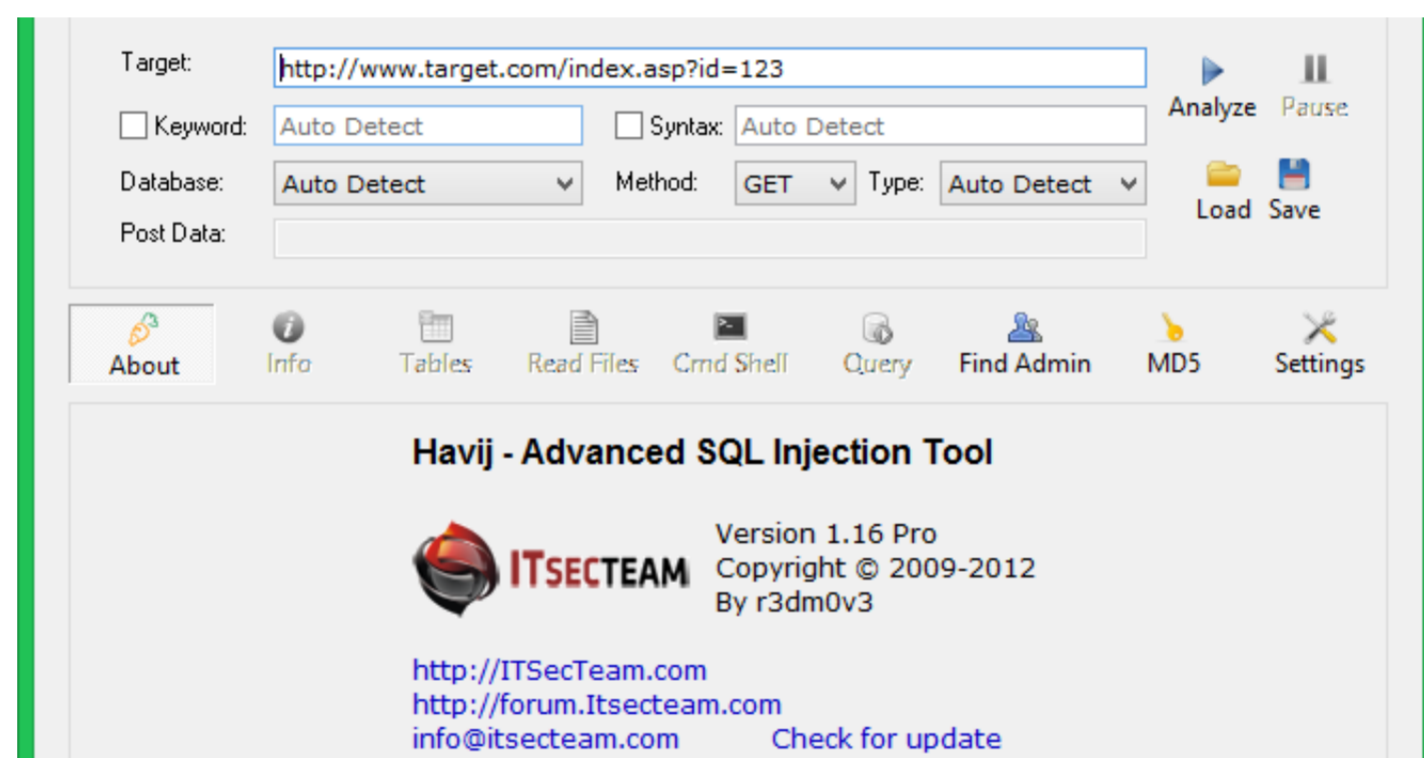 Target: http://www.target.com/index.asp?id=123
Analyze Pause
Keyword: Auto Detect Syntax: Auto Detect
Database: Auto Detect Method: GET Type: Auto Detect
Load Save
Post Data:
About Info Tables Read Files Cmd Shell Query Find Admin MD5 Settings
Havij - Advanced SQL Injection Tool
ITSECTEAM
Version 1.16 Pro
Copyright © 2009-2012
By r3dm0v3
http://ITSecTeam.com
http://forum.Itsecteam.com
info@itsecteam.com Check for update